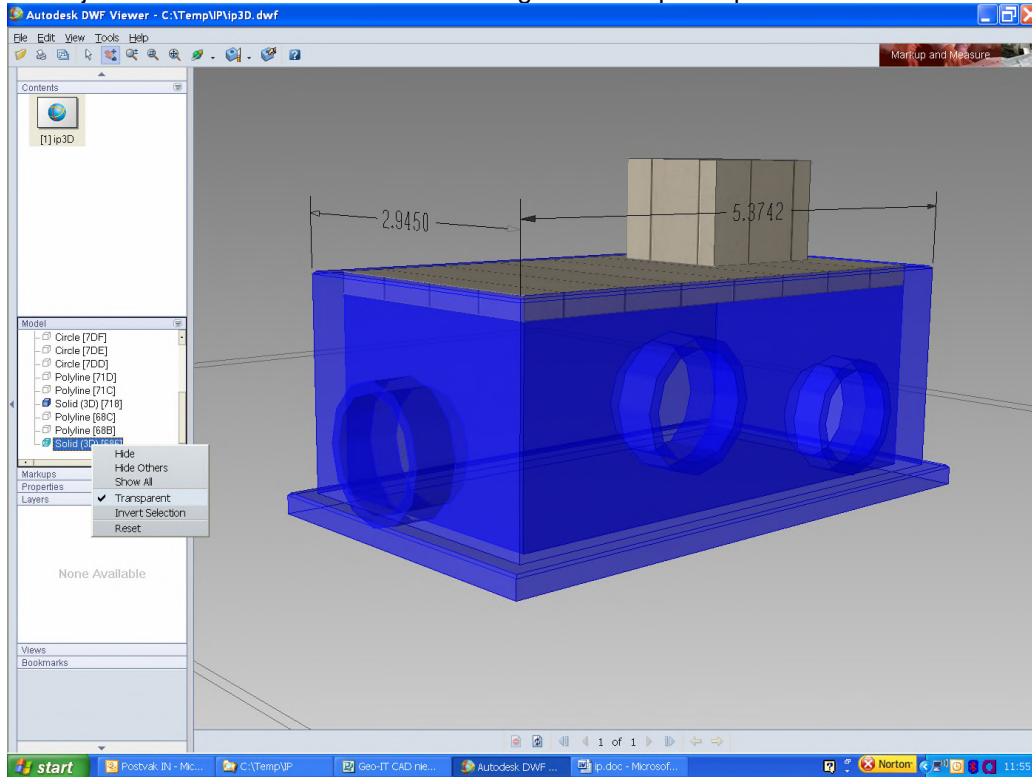 Autodesk DWF Viewer - C:\Temp\IP\ip3D.dwf
File Edit View Tools Help
Markup and Measure
Contents
[1] ip3D
2.9450
5.3742
Model
Circle [7DF]
Circle [7DE]
Circle [7DD]
Polyline [71D]
Polyline [71C]
Solid (3D) [718]
Polyline [68C]
Polyline [68B]
Solid (3D) [686]
Hide
Hide Others
Show All
Transparent
Invert Selection
Reset
Markups
Properties
Layers
None Available
Views
Bookmarks
1 of 1
start
Postvak IN - Mic...
C:\Temp\IP
Geo-IT CAD nie...
Autodesk DWF ...
ip.doc - Microsof...
Norton
11:55